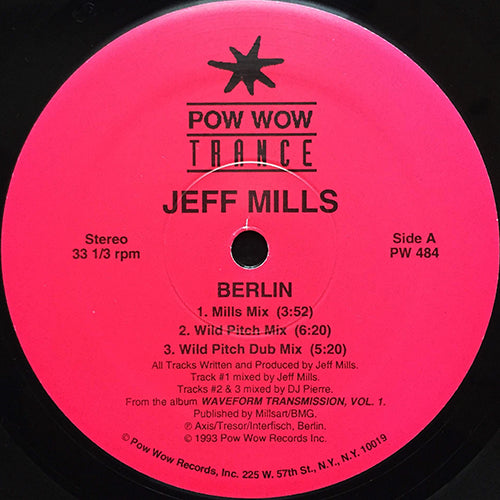 POW WOW
TRANCE
JEFF MILLS
Stereo
33 1/3 rpm
Side A
PW 484
BERLIN
1. Mills Mix (3:52)
2. Wild Pitch Mix (6:20)
3. Wild Pitch Dub Mix (5:20)
All Tracks Written and Produced by Jeff Mills.
Track #1 mixed by Jeff Mills.
Tracks #2 & 3 mixed by DJ Pierre.
From the album WAVEFORM TRANSMISSION, VOL. 1.
Published by Millsart/BMG.
℗ Axis/Tresor/Interfisch, Berlin.
© 1993 Pow Wow Records Inc.
© Pow Wow Records, Inc. 225 W. 57th St., N.Y., N.Y. 10019